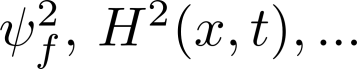 ψ_f^2, H^2(x, t), ...